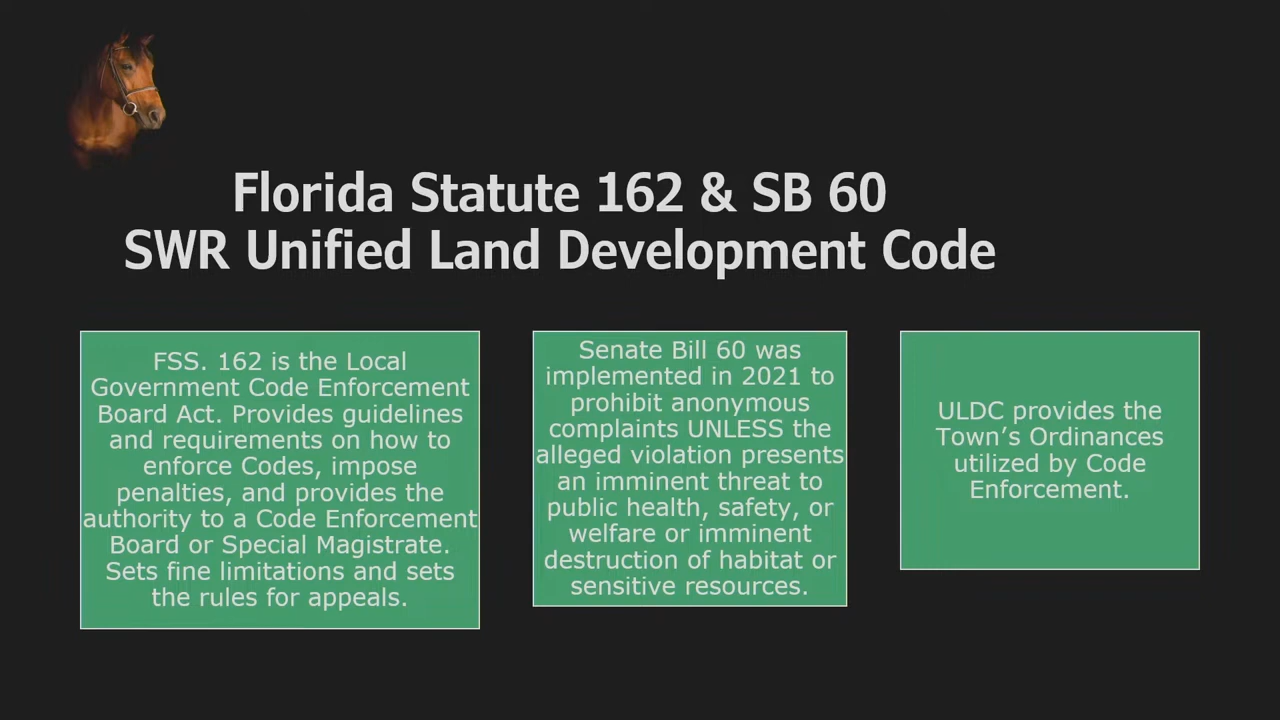 Florida Statute 162 & SB 60
SWR Unified Land Development Code
FSS. 162 is the Local
Government Code Enforcement
Board Act. Provides guidelines
and requirements on how to
enforce Codes, impose
penalties, and provides the
authority to a Code Enforcement
Board or Special Magistrate.
Sets fine limitations and sets
the rules for appeals.
Senate Bill 60 was
implemented in 2021 to
prohibit anonymous
complaints UNLESS the
alleged violation presents
an imminent threat to
public health, safety, or
welfare or imminent
destruction of habitat or
sensitive resources.
ULDC provides the
Town’s Ordinances
utilized by Code
Enforcement.